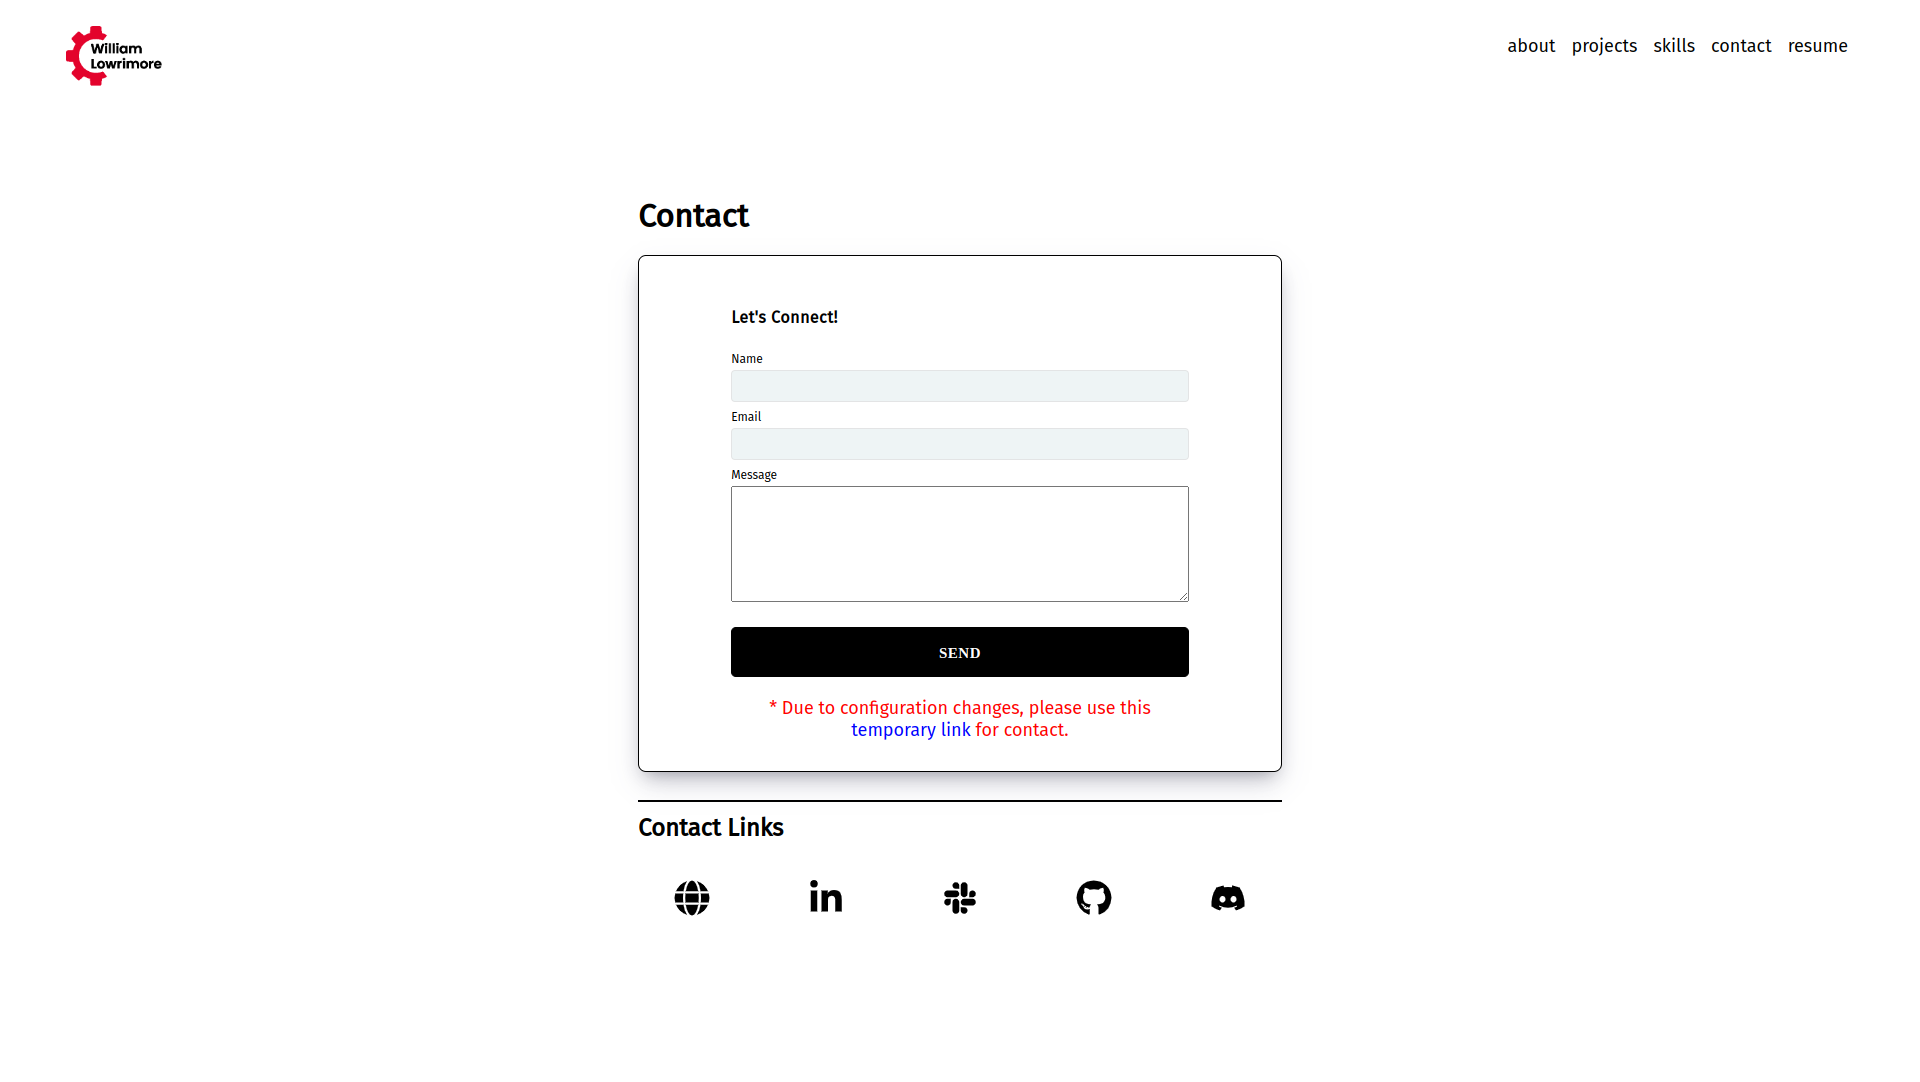 William
Lowrimore
about projects skills contact resume
Contact
Let's Connect!
Name
Email
Message
SEND
* Due to configuration changes, please use this
temporary link for contact.
Contact Links
in